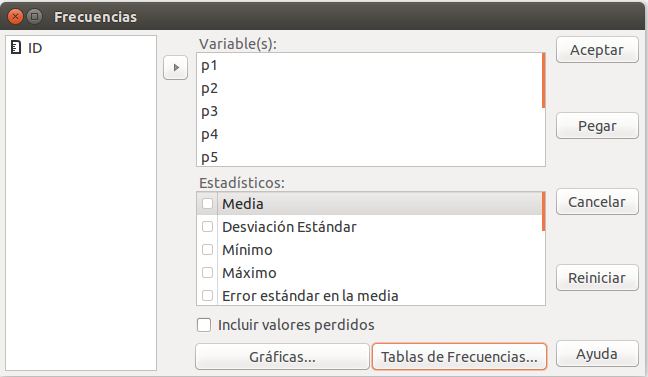 Frecuencias
ID
Variable(s):
p1
p2
p3
p4
p5
Estadísticos:
Media
Desviación Estándar
Mínimo
Máximo
Error estándar en la media
Incluir valores perdidos
Gráficas...
Tablas de Frecuencias...
Aceptar
Pegar
Cancelar
Reiniciar
Ayuda